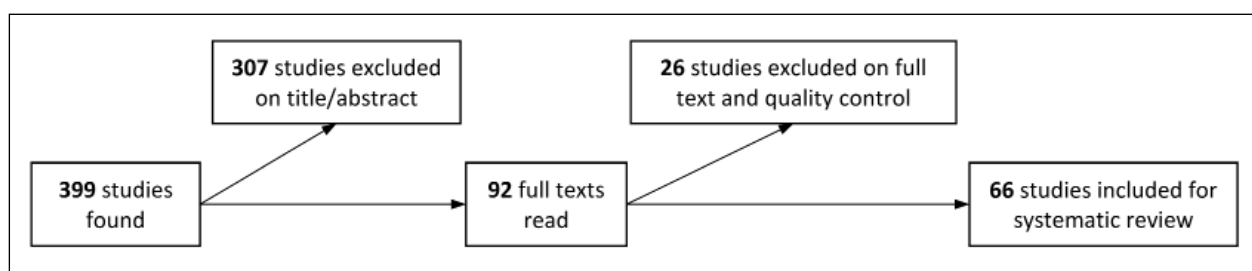 307 studies excluded
on title/abstract
26 studies excluded on full
text and quality control
399 studies
found
92 full texts
read
66 studies included for
systematic review